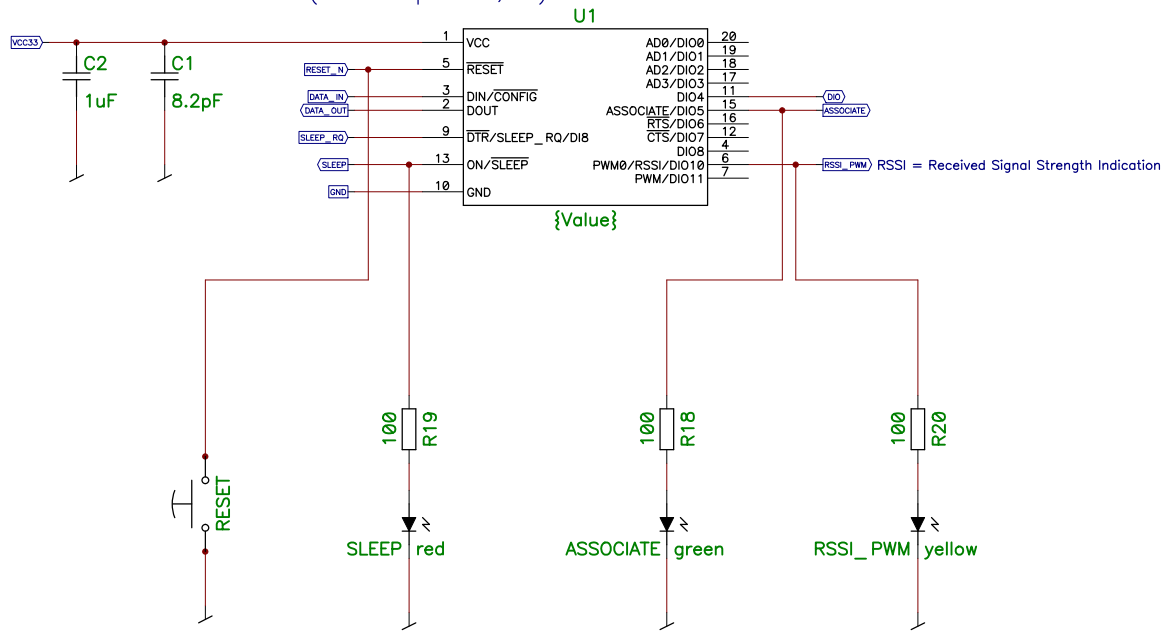 U1
VCC33
C2
1uF
C1
8.2pF
RESET_N
DATA_IN
DATA_OUT
SLEEP_RQ
SLEEP
GND
1 VCC
5 RESET
3 DIN/CONFIG
2 DOUT
9 DTR/SLEEP_RQ/DI8
13 ON/SLEEP
10 GND
AD0/DIO0 20
AD1/DIO1 19
AD2/DIO2 18
AD3/DIO3 17
DIO4 11
ASSOCIATE/DIO5 15
RTS/DIO6 16
CTS/DIO7 12
DIO8 4
PWM0/RSSI/DIO10 6
PWM/DIO11 7
DIO
ASSOCIATE
RSSI_PWM RSSI = Received Signal Strength Indication
{Value}
100 R19
100 R18
100 R20
RESET
SLEEP red
ASSOCIATE green
RSSI_PWM yellow